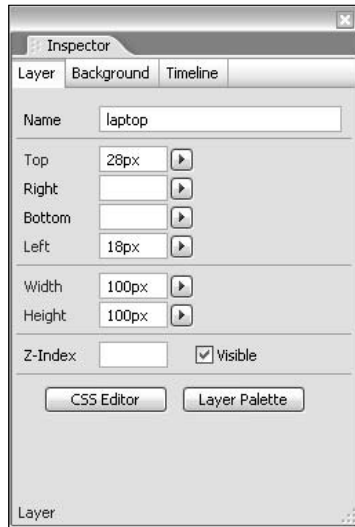 Inspector
Layer Background Timeline
Name laptop
Top 28px
Right
Bottom
Left 18px
Width 100px
Height 100px
Z-Index Visible
CSS Editor Layer Palette
Layer